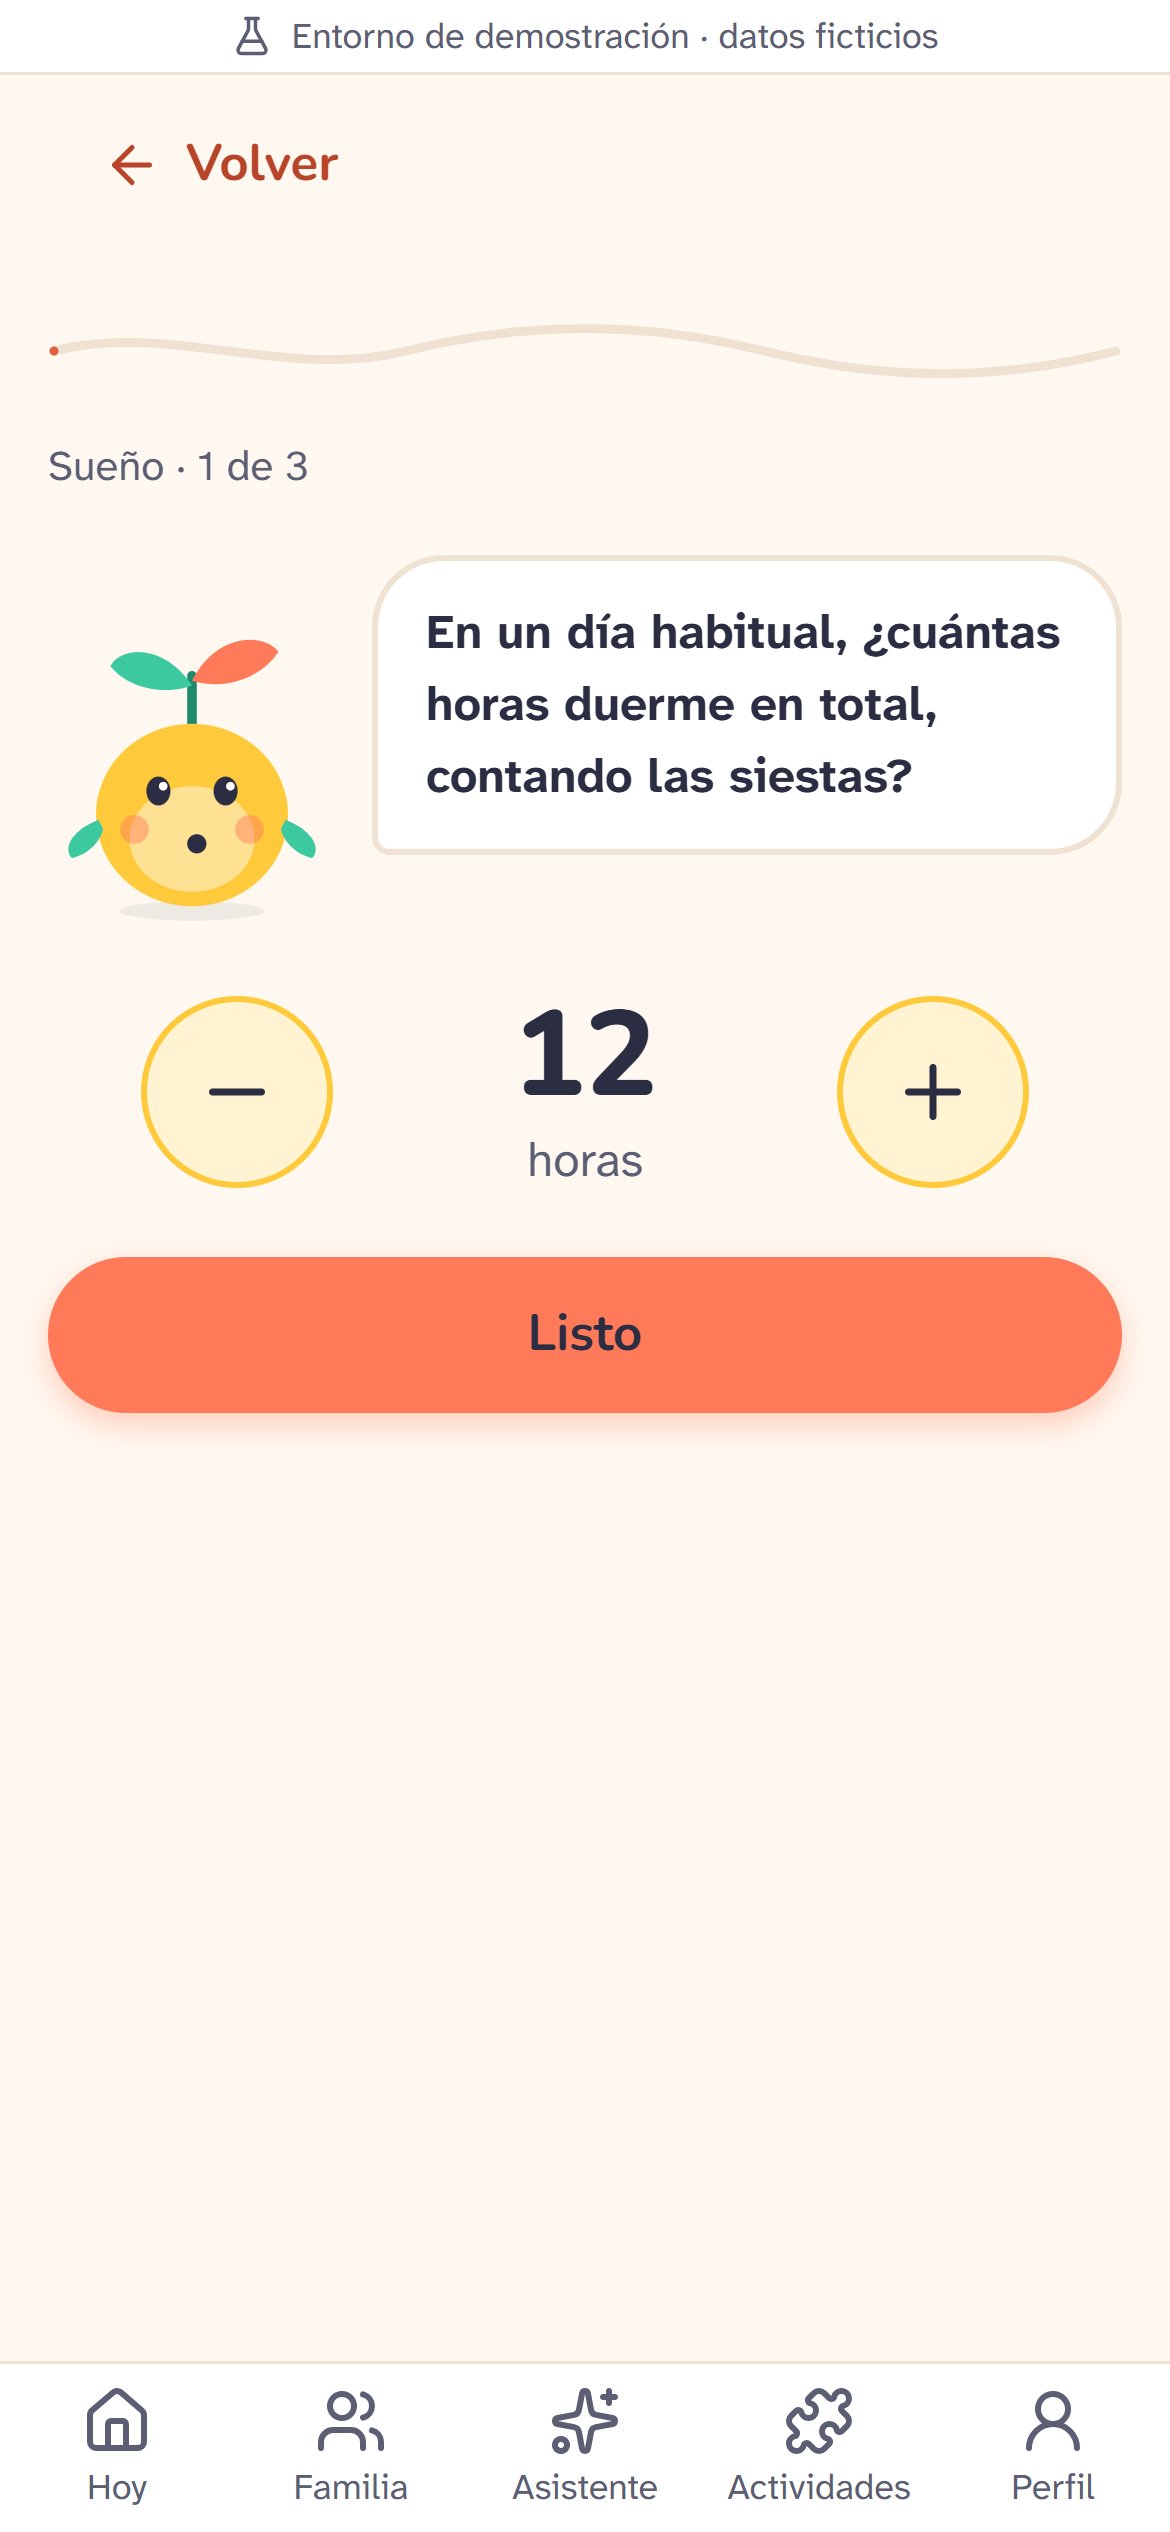 Entorno de demostración · datos ficticios
Volver
Sueño · 1 de 3
En un día habitual, ¿cuántas
horas duerme en total,
contando las siestas?
12
horas
Listo
Hoy
Familia
Asistente
Actividades
Perfil